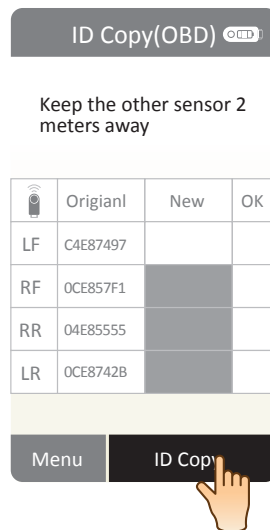 ID Copy(OBD)
Keep the other sensor 2
meters away
Origianl New OK
LF C4E87497
RF 0CE857F1
RR 04E85555
LR 0CE8742B
Menu ID Copy